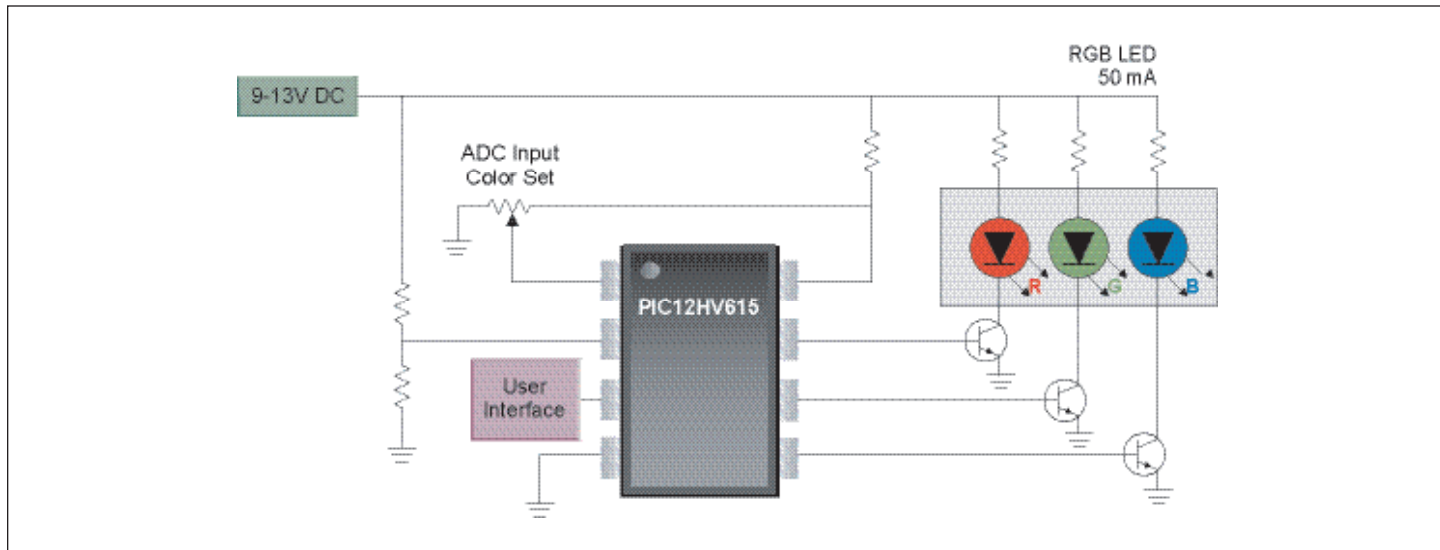 RGB LED
50 mA
9-13V DC
ADC Input
Color Set
PIC12HV615
R
G
B
User
Interface